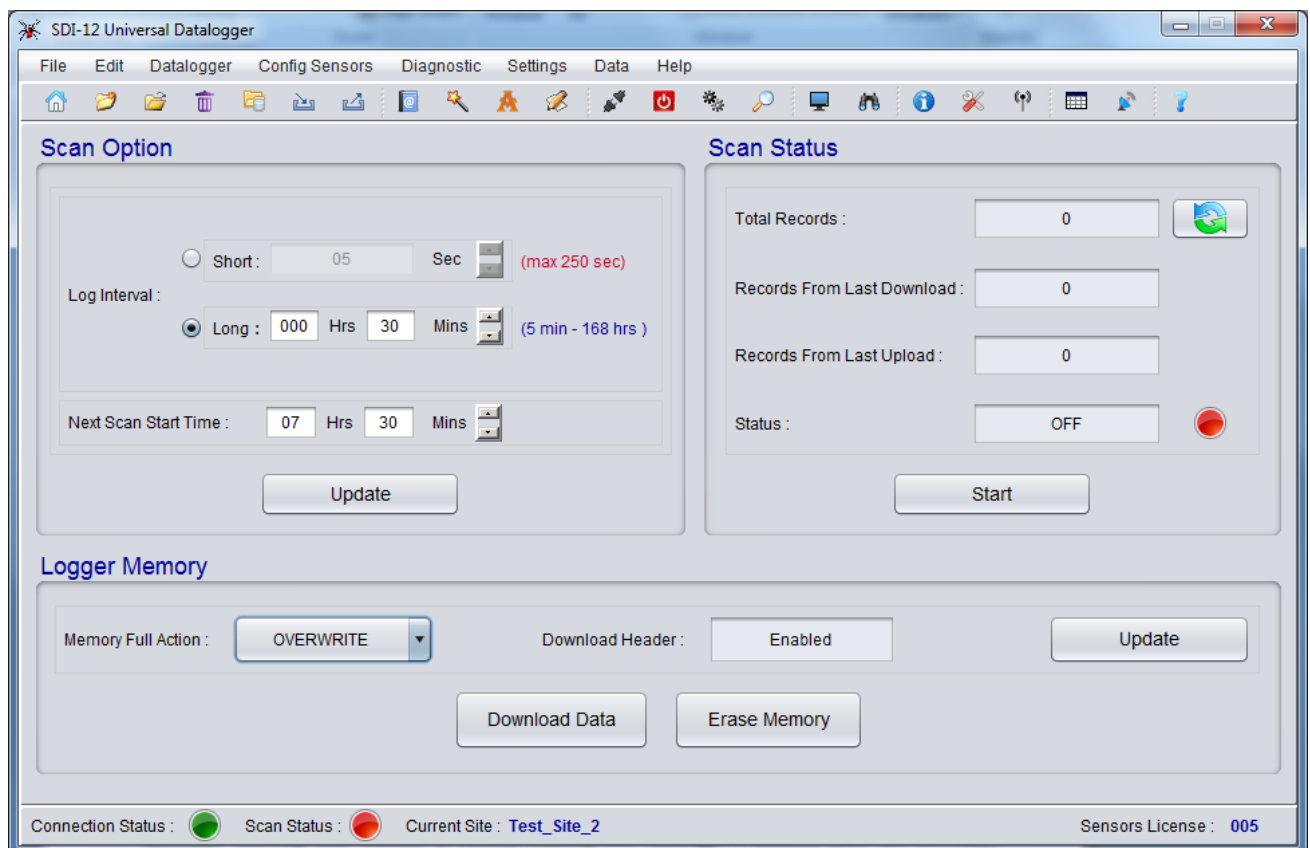 SDI-12 Universal Datalogger
File Edit Datalogger Config Sensors Diagnostic Settings Data Help
Scan Option
Short : 05 Sec (max 250 sec)
Log Interval :
Long : 000 Hrs 30 Mins (5 min - 168 hrs )
Next Scan Start Time : 07 Hrs 30 Mins
Update
Scan Status
Total Records : 0
Records From Last Download : 0
Records From Last Upload : 0
Status : OFF
Start
Logger Memory
Memory Full Action : OVERWRITE Download Header : Enabled Update
Download Data Erase Memory
Connection Status : Scan Status : Current Site : Test_Site_2 Sensors License : 005